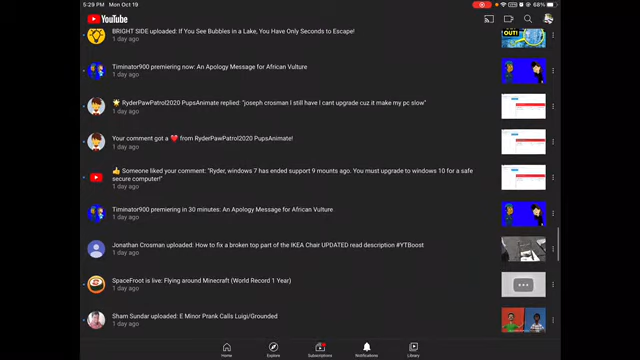 5:29 PM Mon Oct 19
86%
YouTube
BRIGHT SIDE uploaded: If You See Bubbles in a Lake, You Have Only Seconds to Escape!
1 day ago
Timinator900 premiering now: An Apology Message for African Vulture
1 day ago
RyderPawPatrol2020 PupsAnimate replied: "joseph crosman I still have I cant upgrade cuz it make my pc slow"
1 day ago
Your comment got a ❤️ from RyderPawPatrol2020 PupsAnimate!
1 day ago
👍 Someone liked your comment: "Ryder, windows 7 has ended support 9 mounts ago. You must upgrade to windows 10 for a safe
secure computer!"
1 day ago
Timinator900 premiering in 30 minutes: An Apology Message for African Vulture
1 day ago
Jonathan Crosman uploaded: How to fix a broken top part of the IKEA Chair UPDATED read description #YTBoost
1 day ago
SpaceFroot is live: Flying around Minecraft (World Record 1 Year)
1 day ago
Sham Sundar uploaded: E Minor Prank Calls Luigi/Grounded
1 day ago
Home
Explore
Subscriptions
Notifications
Library